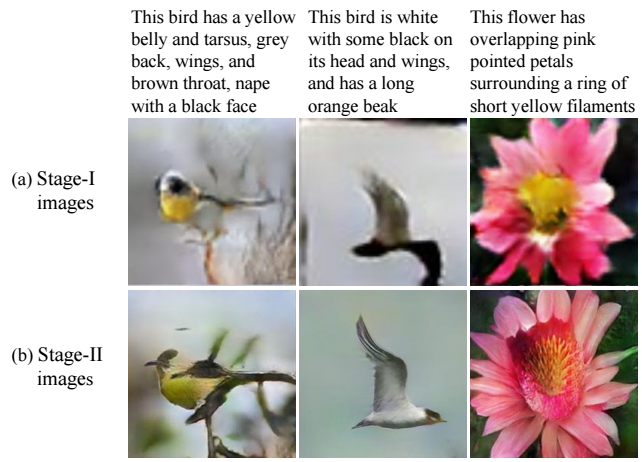 This bird has a yellow
belly and tarsus, grey
back, wings, and
brown throat, nape
with a black face
This bird is white
with some black on
its head and wings,
and has a long
orange beak
This flower has
overlapping pink
pointed petals
surrounding a ring of
short yellow filaments
(a) Stage-I
images
(b) Stage-II
images